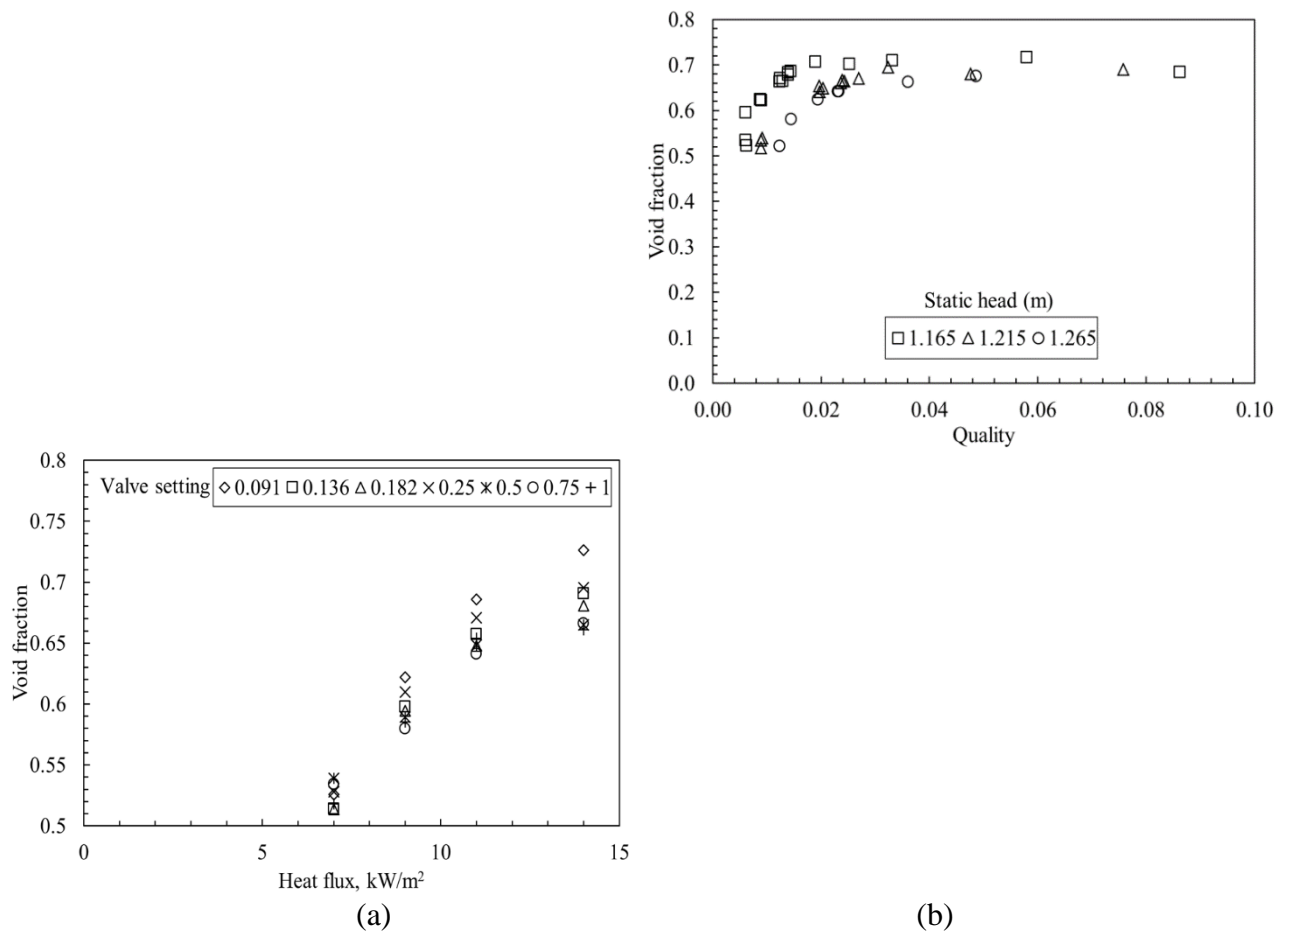 0.8
0.7
0.6
0.5
0.4
0.3
0.2
0.1
0.0
Void fraction
Static head (m)
1.165 1.215 1.265
0.00 0.02 0.04 0.06 0.08 0.10
Quality
0.8
0.75
0.7
0.65
0.6
0.55
0.5
Void fraction
Valve setting 0.091 0.136 0.182 0.25 0.5 0.75 1
0 5 10 15
Heat flux, kW/m²
(a) (b)